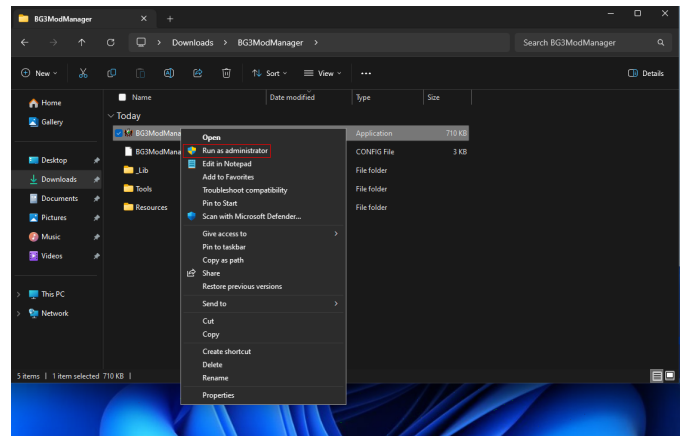 BG3ModManager
Downloads > BG3ModManager >
Search BG3ModManager
New
Sort
View
Details
Name Date modified Type Size
Home
Gallery
Desktop
Downloads
Documents
Pictures
Music
Videos
This PC
Network
Today
BG3ModMana Application 710 KB
BG3ModMana CONFIG File 3 KB
_Lib File folder
Tools File folder
Resources File folder
Open
Run as administrator
Edit in Notepad
Add to Favorites
Troubleshoot compatibility
Pin to Start
Scan with Microsoft Defender...
Give access to
Pin to taskbar
Copy as path
Share
Restore previous versions
Send to
Cut
Copy
Create shortcut
Delete
Rename
Properties
5 items | 1 item selected 710 KB |